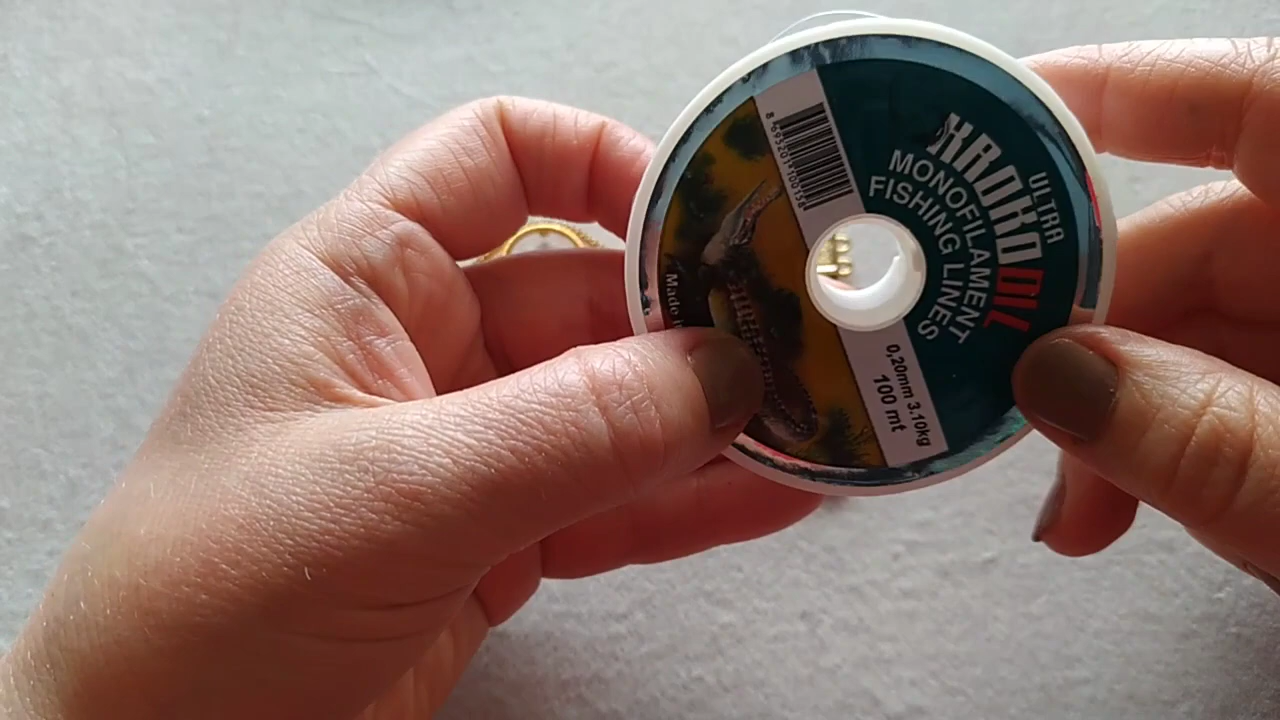 ULTRA
KROKODIL
MONOFILAMENT
FISHING LINES
0,20mm 3.10kg
100 mt
Made i